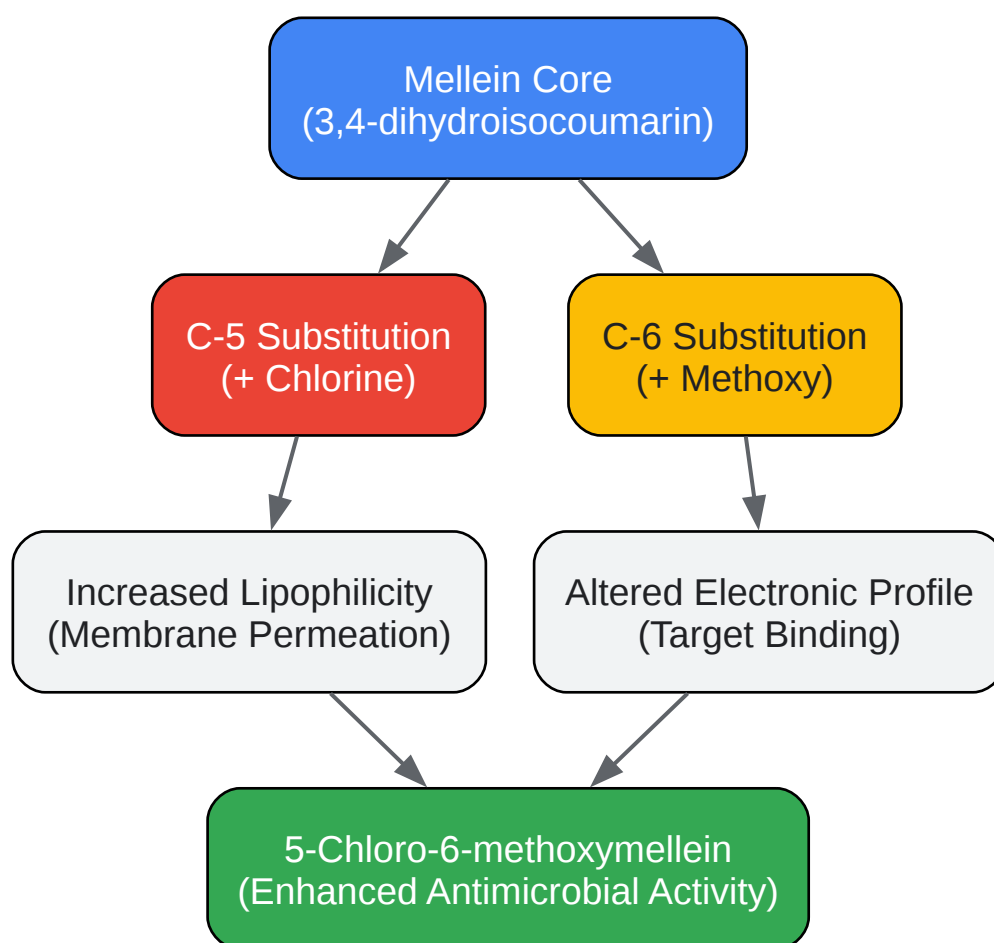 Mellein Core
(3,4-dihydroisocoumarin)
C-5 Substitution
(+ Chlorine)
C-6 Substitution
(+ Methoxy)
Increased Lipophilicity
(Membrane Permeation)
Altered Electronic Profile
(Target Binding)
5-Chloro-6-methoxymellein
(Enhanced Antimicrobial Activity)